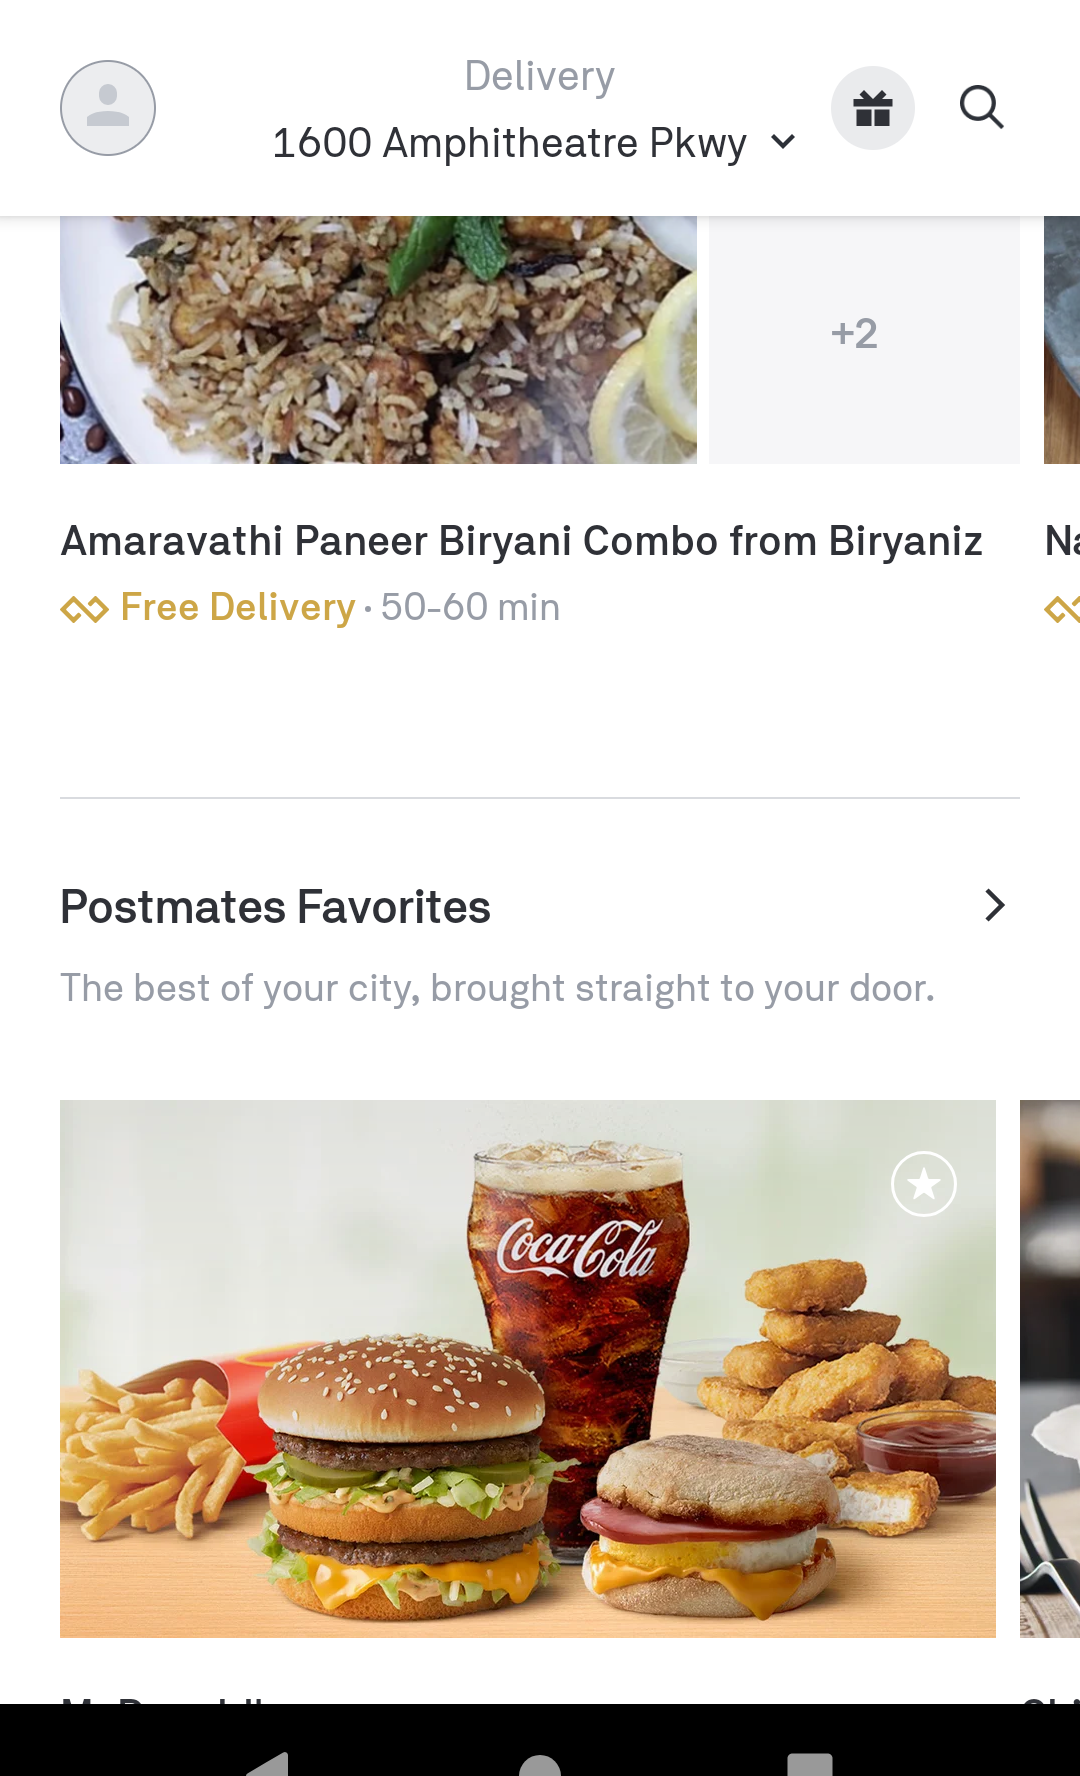 Delivery
1600 Amphitheatre Pkwy
+2
Amaravathi Paneer Biryani Combo from Biryaniz
Free Delivery · 50-60 min
Postmates Favorites
The best of your city, brought straight to your door.
Coca-Cola